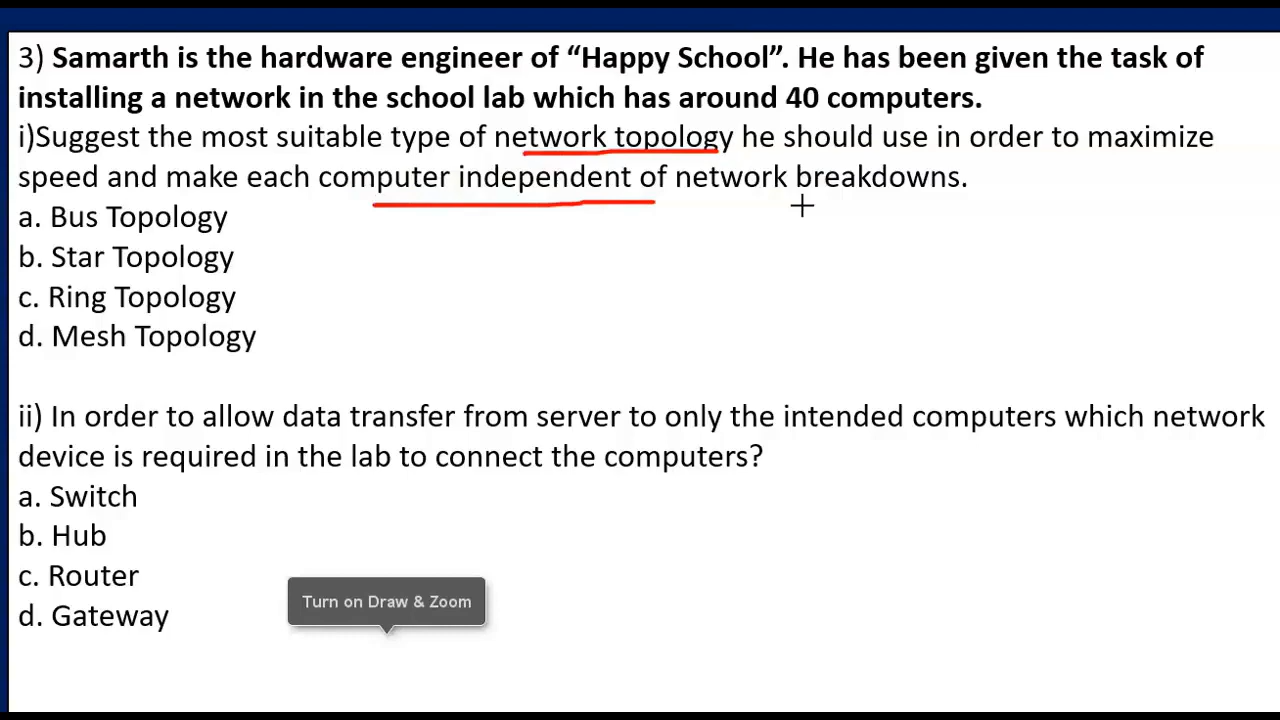 3) Samarth is the hardware engineer of “Happy School”. He has been given the task of
installing a network in the school lab which has around 40 computers.
i)Suggest the most suitable type of network topology he should use in order to maximize
speed and make each computer independent of network breakdowns.
a. Bus Topology
b. Star Topology
c. Ring Topology
d. Mesh Topology
ii) In order to allow data transfer from server to only the intended computers which network
device is required in the lab to connect the computers?
a. Switch
b. Hub
c. Router
d. Gateway
Turn on Draw & Zoom